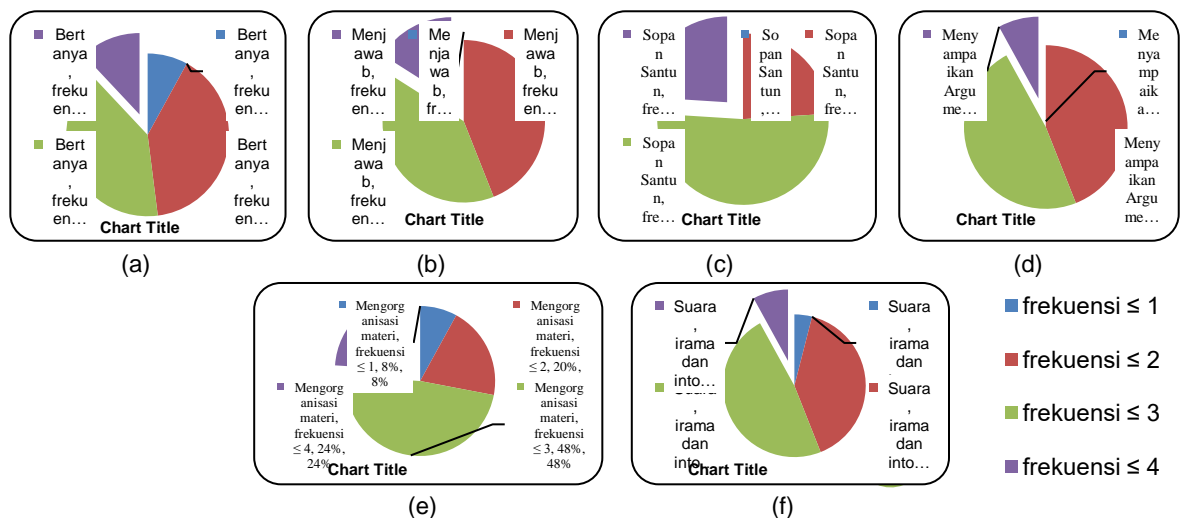 Bert
anya
,
freku
en…
Bert
anya
,
freku
en…
Bert
anya
,
freku
en…
Bert
anya
,
freku
en…
Chart Title
(a)
Menj
awa
b,
freku
en…
Me
nja
wa
b,
fr…
Menj
awa
b,
freku
en…
Menj
awa
b,
freku
en…
Chart Title
(b)
Sopa
n
Santu
n,
fre…
So
pan
San
tun
,…
Sopa
n
Santu
n,
fre…
Sopa
n
Santu
n,
fre…
Chart Title
(c)
Meny
ampa
ikan
Argu
me…
Me
nya
mp
aik
a…
Meny
ampa
ikan
Argu
me…
Chart Title
(d)
Mengorg
anisasi
materi,
frekuensi
≤ 1, 8%,
8%
Mengorg
anisasi
materi,
frekuensi
≤ 2, 20%,
Mengorg
anisasi
materi,
frekuensi
≤ 4, 24%,
24%
Mengorg
anisasi
materi,
frekuensi
≤ 3, 48%,
48%
Chart Title
(e)
Suara
,
irama
dan
into…
Suara
,
irama
dan
Suara
,
irama
dan
into…
Suara
,
irama
dan
into…
Chart Title
(f)
frekuensi ≤ 1
frekuensi ≤ 2
frekuensi ≤ 3
frekuensi ≤ 4